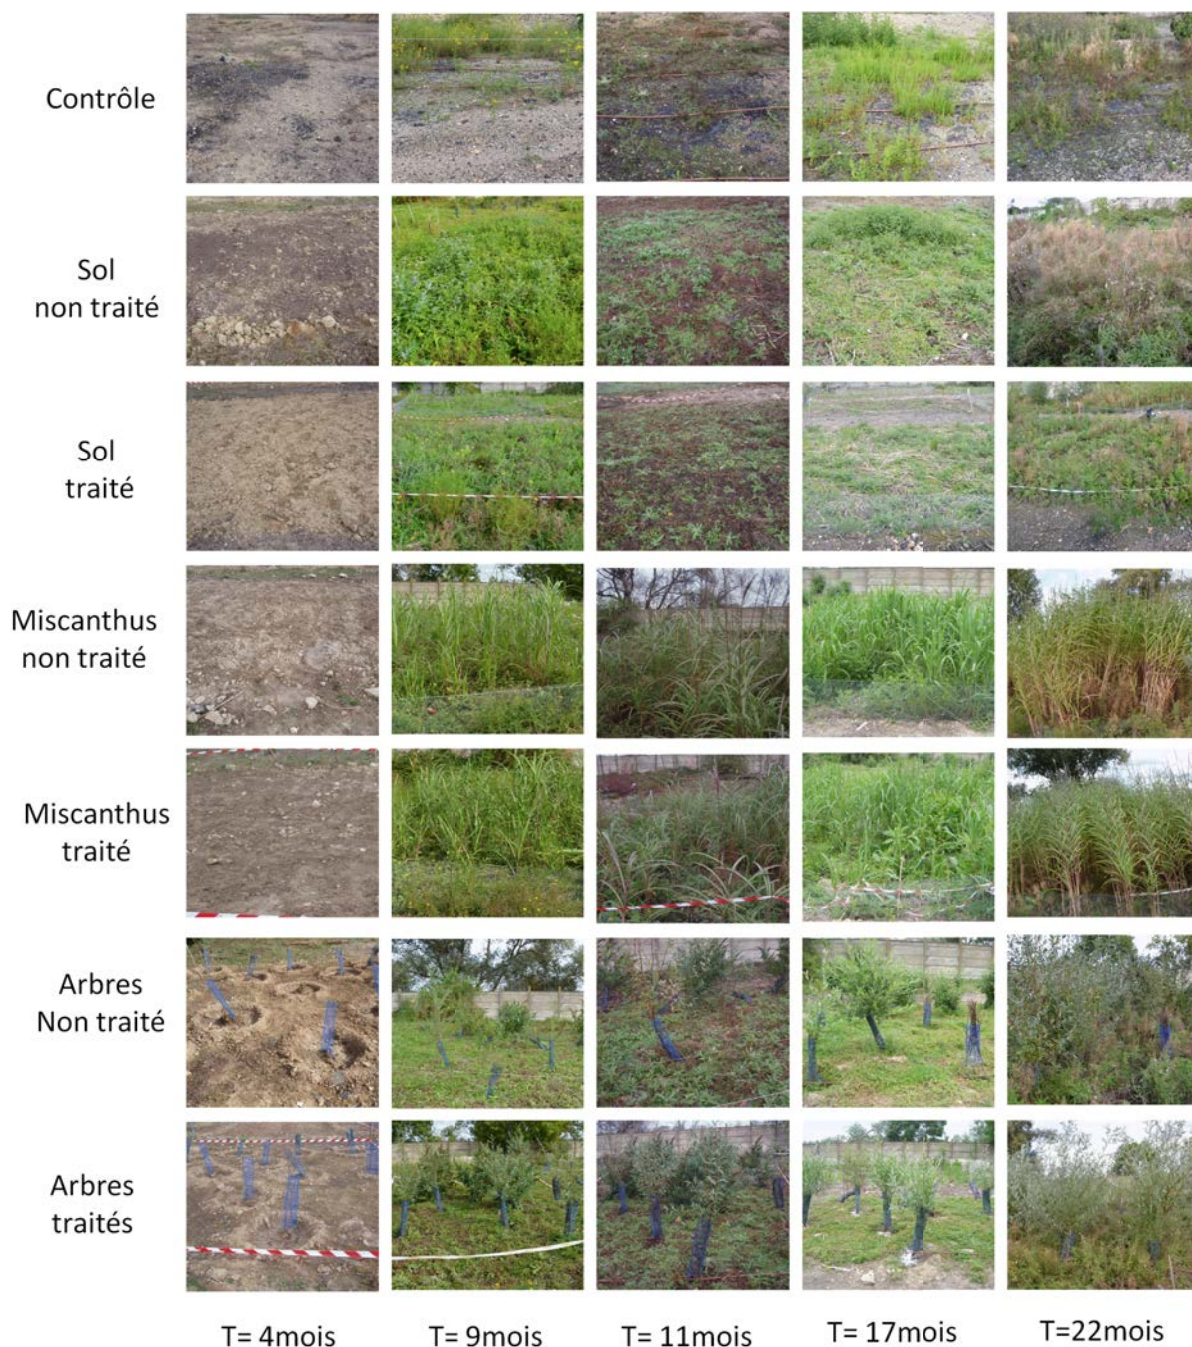 Contrôle
Sol
non traité
Sol
traité
Miscanthus
non traité
Miscanthus
traité
Arbres
Non traité
Arbres
traités
T= 4mois
T= 9mois
T= 11mois
T= 17mois
T=22mois